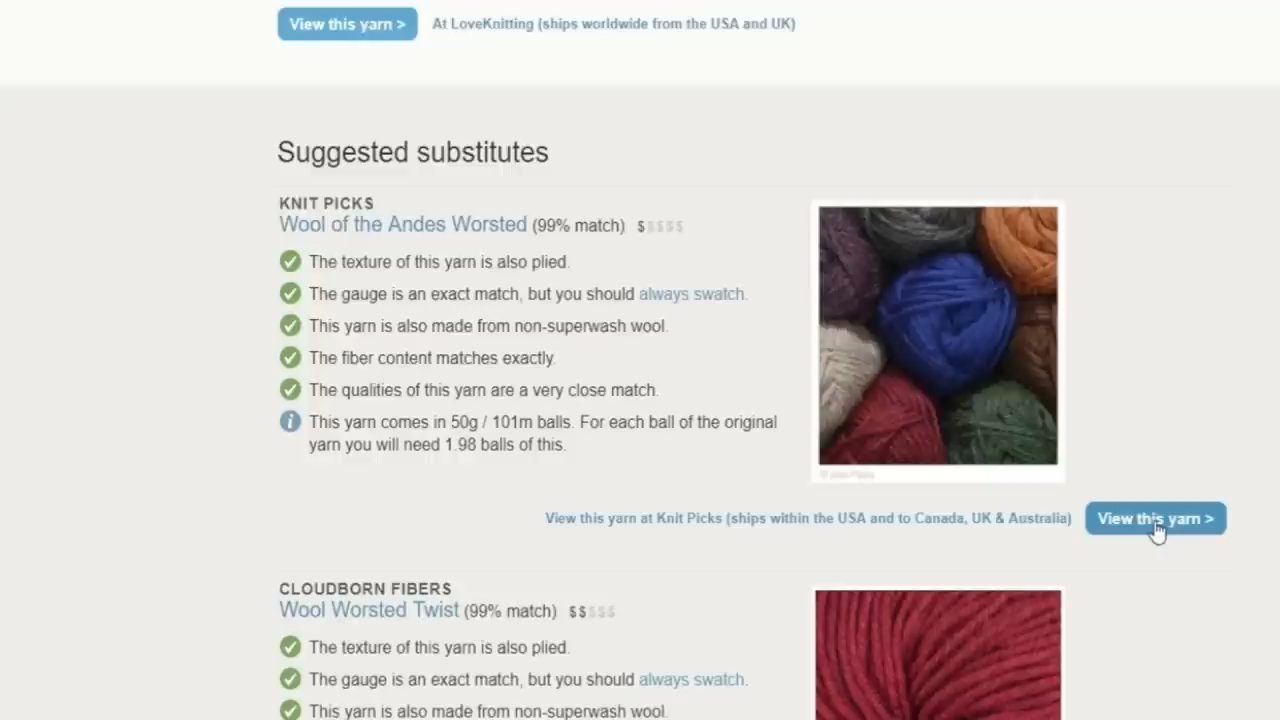 View this yarn >
At LoveKnitting (ships worldwide from the USA and UK)
Suggested substitutes
KNIT PICKS
Wool of the Andes Worsted (99% match) $$$$$
The texture of this yarn is also plied.
The gauge is an exact match, but you should always swatch.
This yarn is also made from non-superwash wool.
The fiber content matches exactly.
The qualities of this yarn are a very close match.
This yarn comes in 50g / 101m balls. For each ball of the original
yarn you will need 1.98 balls of this.
View this yarn at Knit Picks (ships within the USA and to Canada, UK & Australia)
View this yarn >
CLOUDBORN FIBERS
Wool Worsted Twist (99% match) $$$$$
The texture of this yarn is also plied.
The gauge is an exact match, but you should always swatch.
This yarn is also made from non-superwash wool.